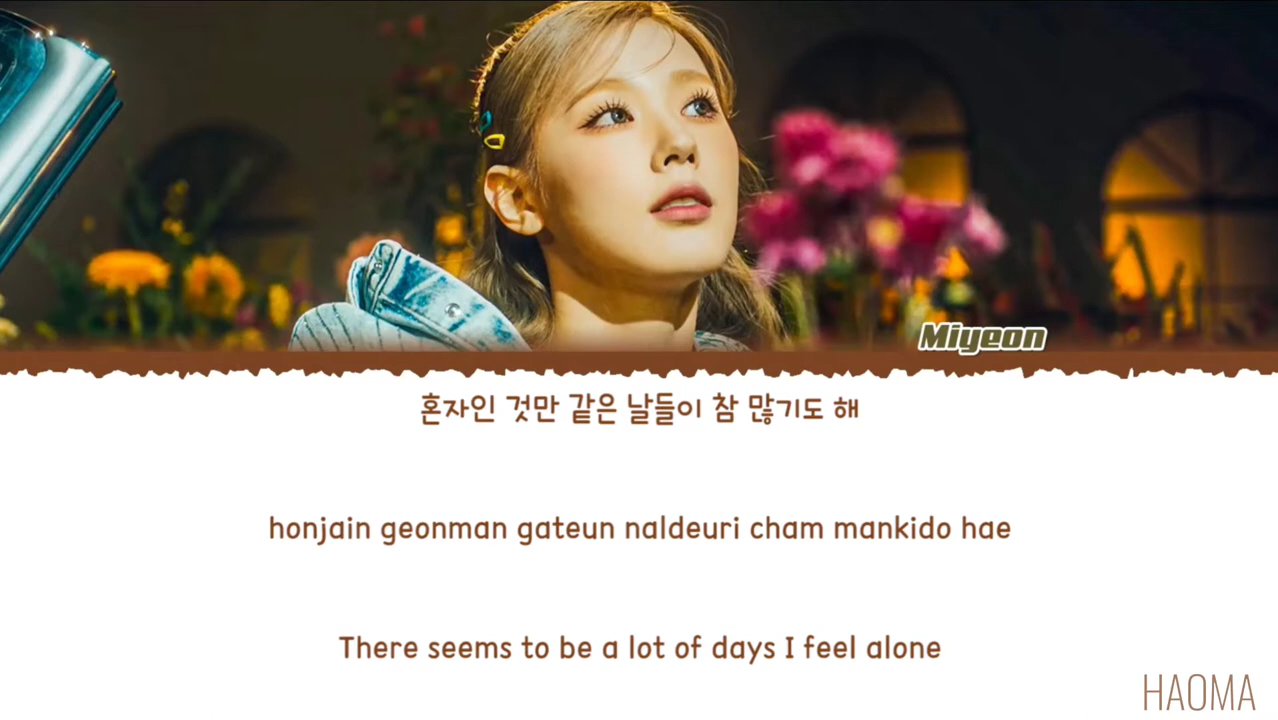 Miyeon
혼자인 것만 같은 날들이 참 많기도 해
honjain geonman gateun naldeuri cham mankido hae
There seems to be a lot of days I feel alone
HAOMA